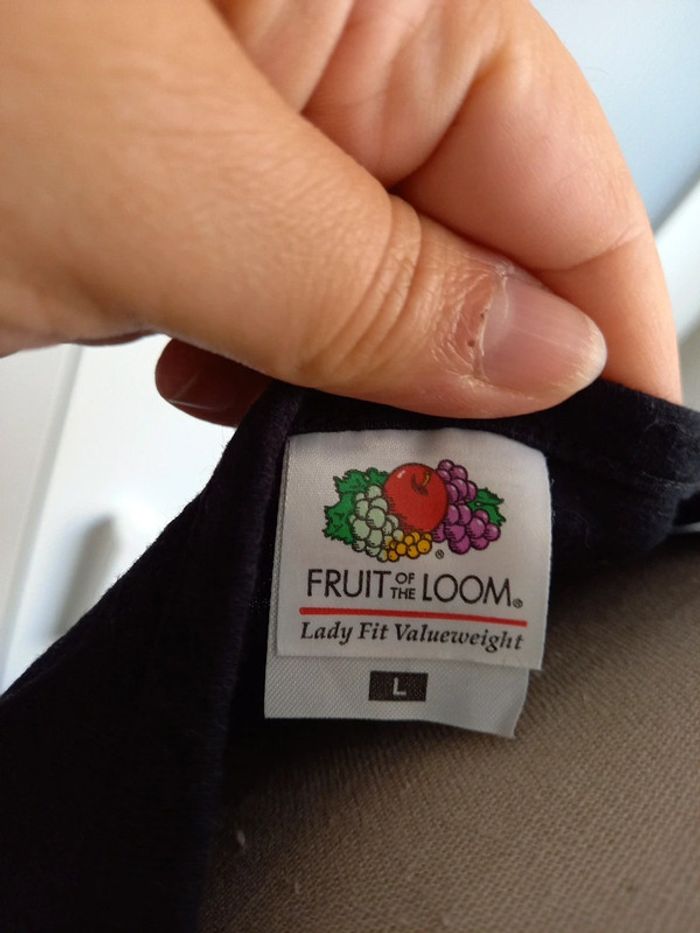 FRUIT OF THE LOOM®
Lady Fit Valueweight
L